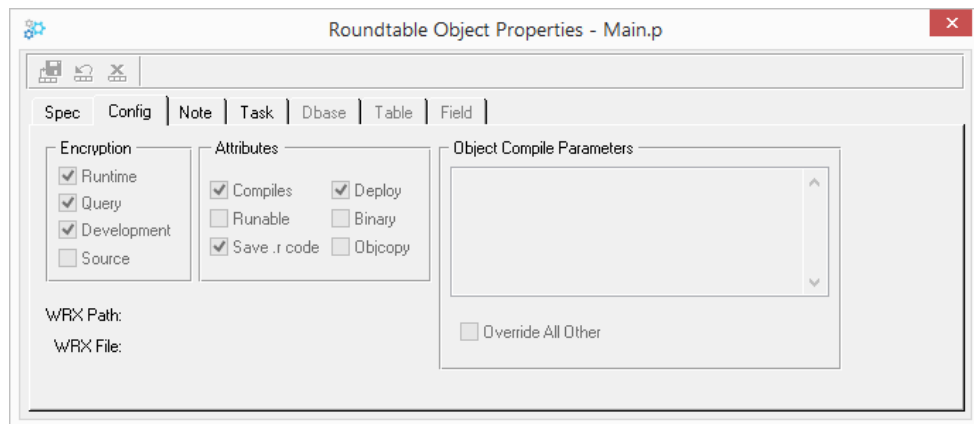 Roundtable Object Properties - Main.p
Spec Config Note Task Dbase Table Field
Encryption Attributes Object Compile Parameters
Runtime
Compiles Deploy
Query
Runable Binary
Development
Save .r code Objcopy
Source
WRX Path:
Override All Other
WRX File: